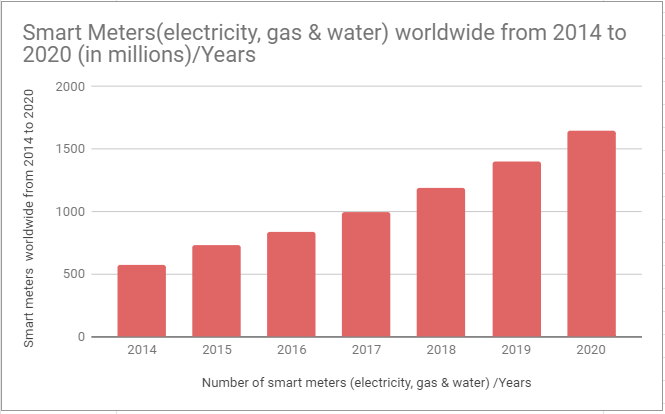 Smart Meters(electricity, gas & water) worldwide from 2014 to
2020 (in millions)/Years
Smart meters  worldwide from 2014 to 2020
2000
1500
1000
500
0
2014 2015 2016 2017 2018 2019 2020
Number of smart meters (electricity, gas & water) /Years